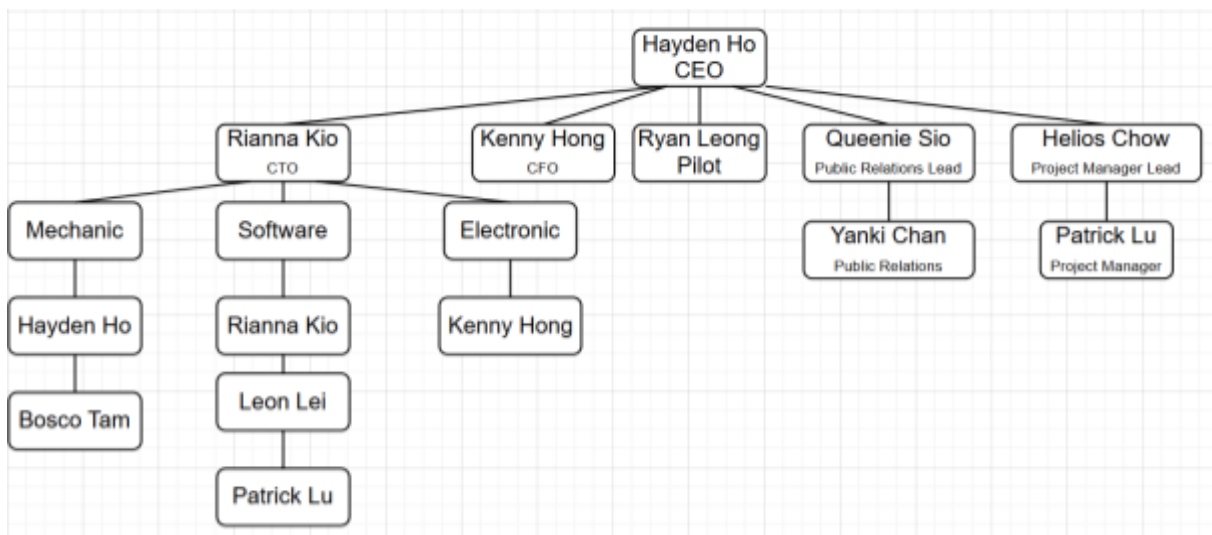 Hayden Ho
CEO
Rianna Kio
CTO
Kenny Hong
CFO
Ryan Leong
Pilot
Queenie Sio
Public Relations Lead
Helios Chow
Project Manager Lead
Mechanic
Software
Electronic
Yanki Chan
Public Relations
Patrick Lu
Project Manager
Hayden Ho
Rianna Kio
Kenny Hong
Bosco Tam
Leon Lei
Patrick Lu